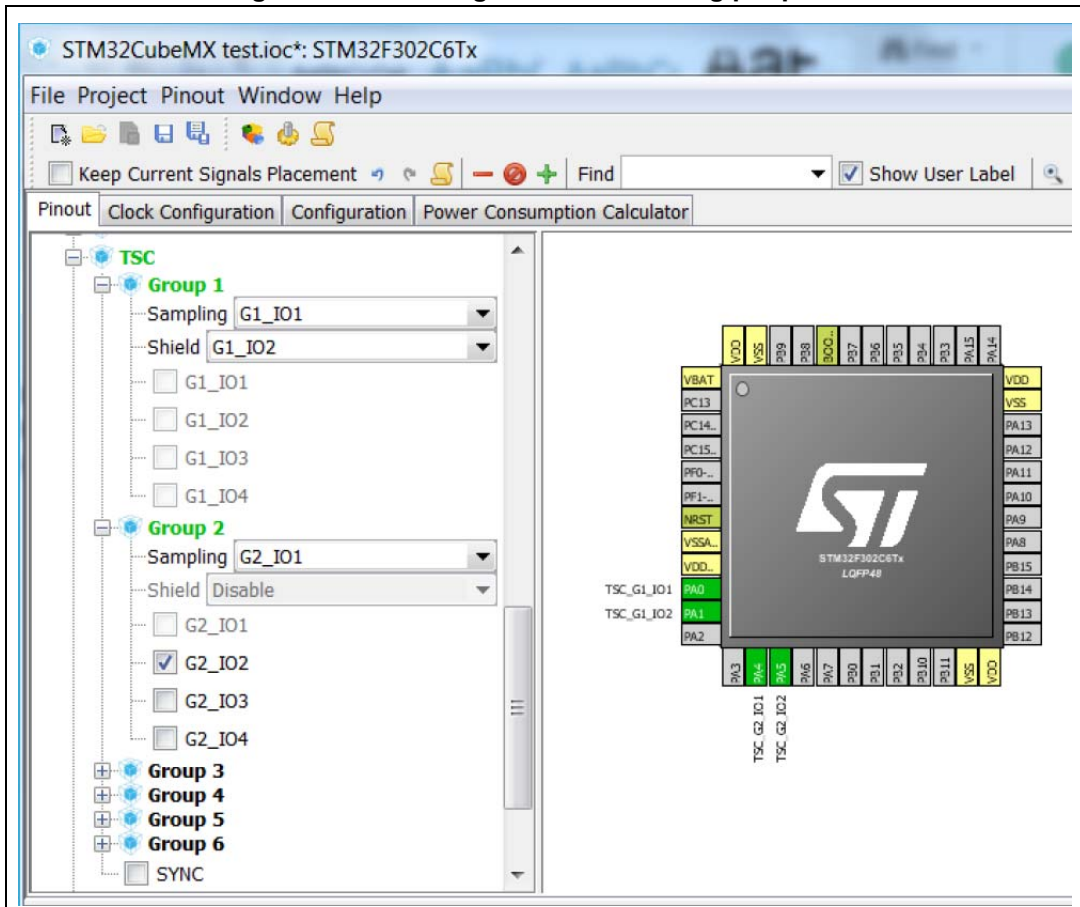 STM32CubeMX test.ioc*: STM32F302C6Tx
File Project Pinout Window Help
Keep Current Signals Placement Find Show User Label
Pinout Clock Configuration Configuration Power Consumption Calculator
TSC
Group 1
Sampling G1_IO1
Shield G1_IO2
G1_IO1
G1_IO2
G1_IO3
G1_IO4
Group 2
Sampling G2_IO1
Shield Disable
G2_IO1
G2_IO2
G2_IO3
G2_IO4
Group 3
Group 4
Group 5
Group 6
SYNC
VDD VSS PB9 PB8 BOO.. PB7 PB6 PB5 PB4 PB3 PA15 PA14
VBAT
PC13
PC14..
PC15..
PF0-..
PF1-..
NRST
VSSA..
VDD..
TSC_G1_IO1 PA0
TSC_G1_IO2 PA1
PA2
ST
STM32F302C6Tx
LQFP48
VDD
VSS
PA13
PA12
PA11
PA10
PA9
PA8
PB15
PB14
PB13
PB12
PA3 PA4 PA5 PA6 PA7 PB0 PB1 PB2 PB10 PB11 VSS VDD
TSC_G2_IO1
TSC_G2_IO2